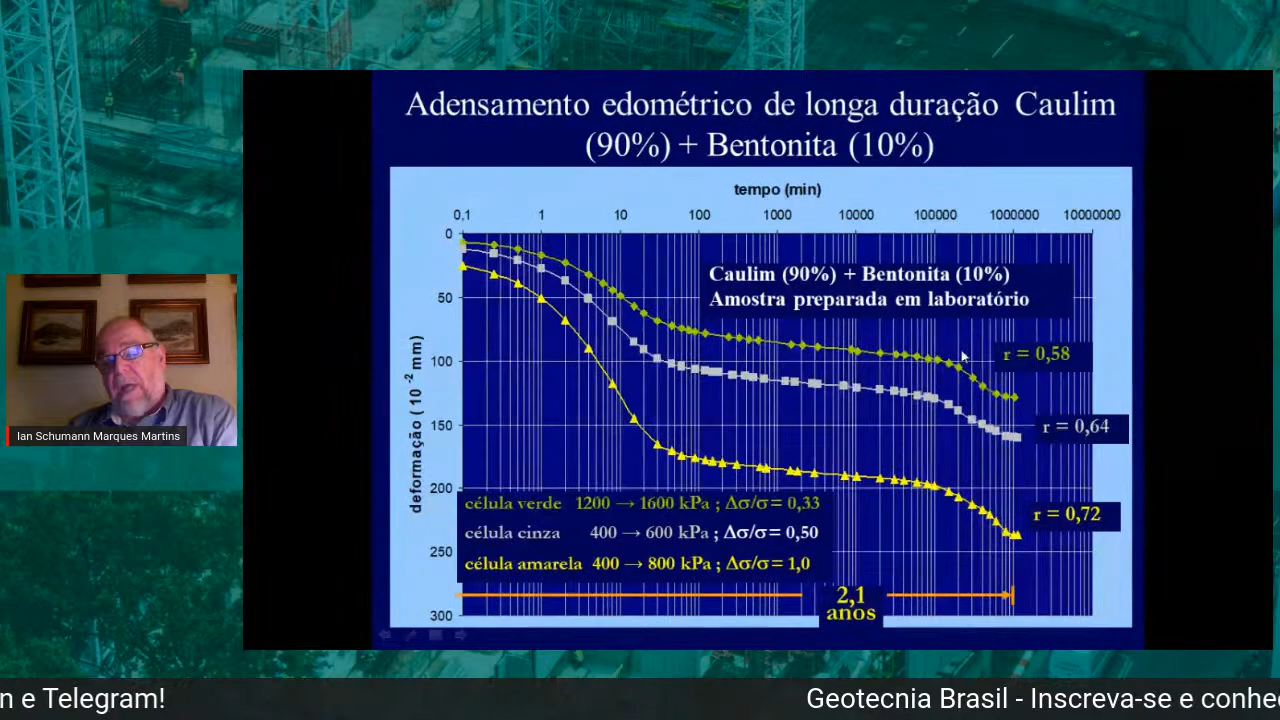 Adensamento edométrico de longa duração Caulim
(90%) + Bentonita (10%)
tempo (min)
0,1 1 10 100 1000 10000 100000 1000000 10000000
0
50
100
150
200
250
300
deformação ( 10 -2 mm)
Caulim (90%) + Bentonita (10%)
Amostra preparada em laboratório
r = 0,58
r = 0,64
r = 0,72
célula verde 1200 → 1600 kPa ; Δσ/σ= 0,33
célula cinza 400 → 600 kPa ; Δσ/σ= 0,50
célula amarela 400 → 800 kPa ; Δσ/σ= 1,0
2,1
anos
Ian Schumann Marques Martins
n e Telegram! Geotecnia Brasil - Inscreva-se e conhe